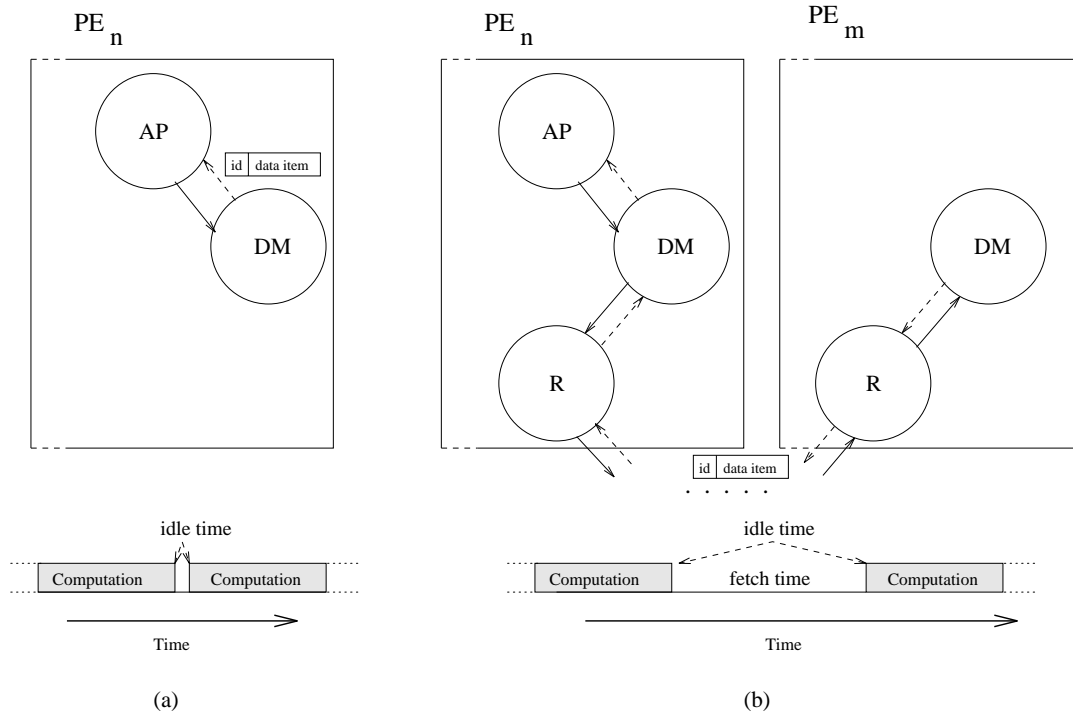 PE n
AP
id data item
DM
idle time
Computation Computation
Time
(a)
PE n
PE m
AP
DM
DM
R
R
id data item
. . . . .
idle time
Computation fetch time Computation
Time
(b)